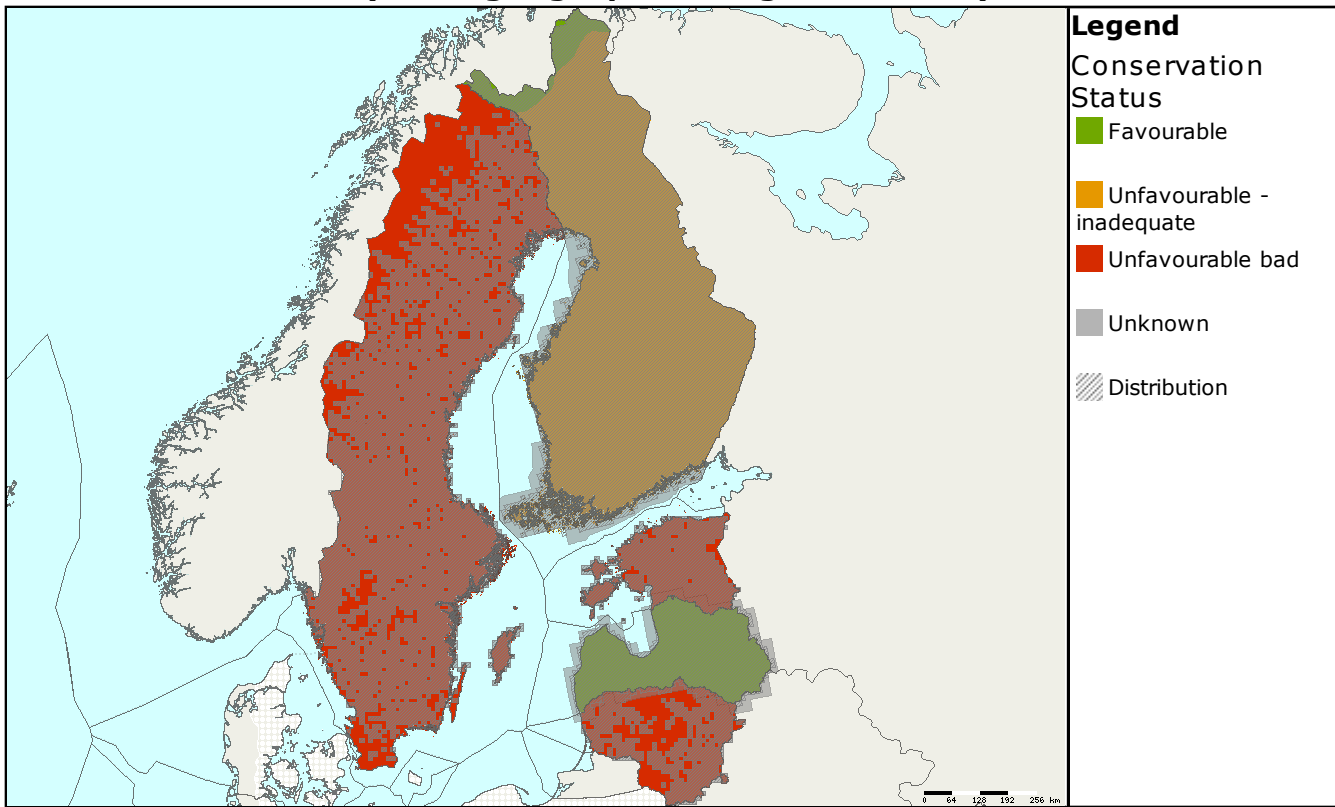 Legend
Conservation
Status
Favourable
Unfavourable -
inadequate
Unfavourable bad
Unknown
Distribution
0 64 128 192 256 km